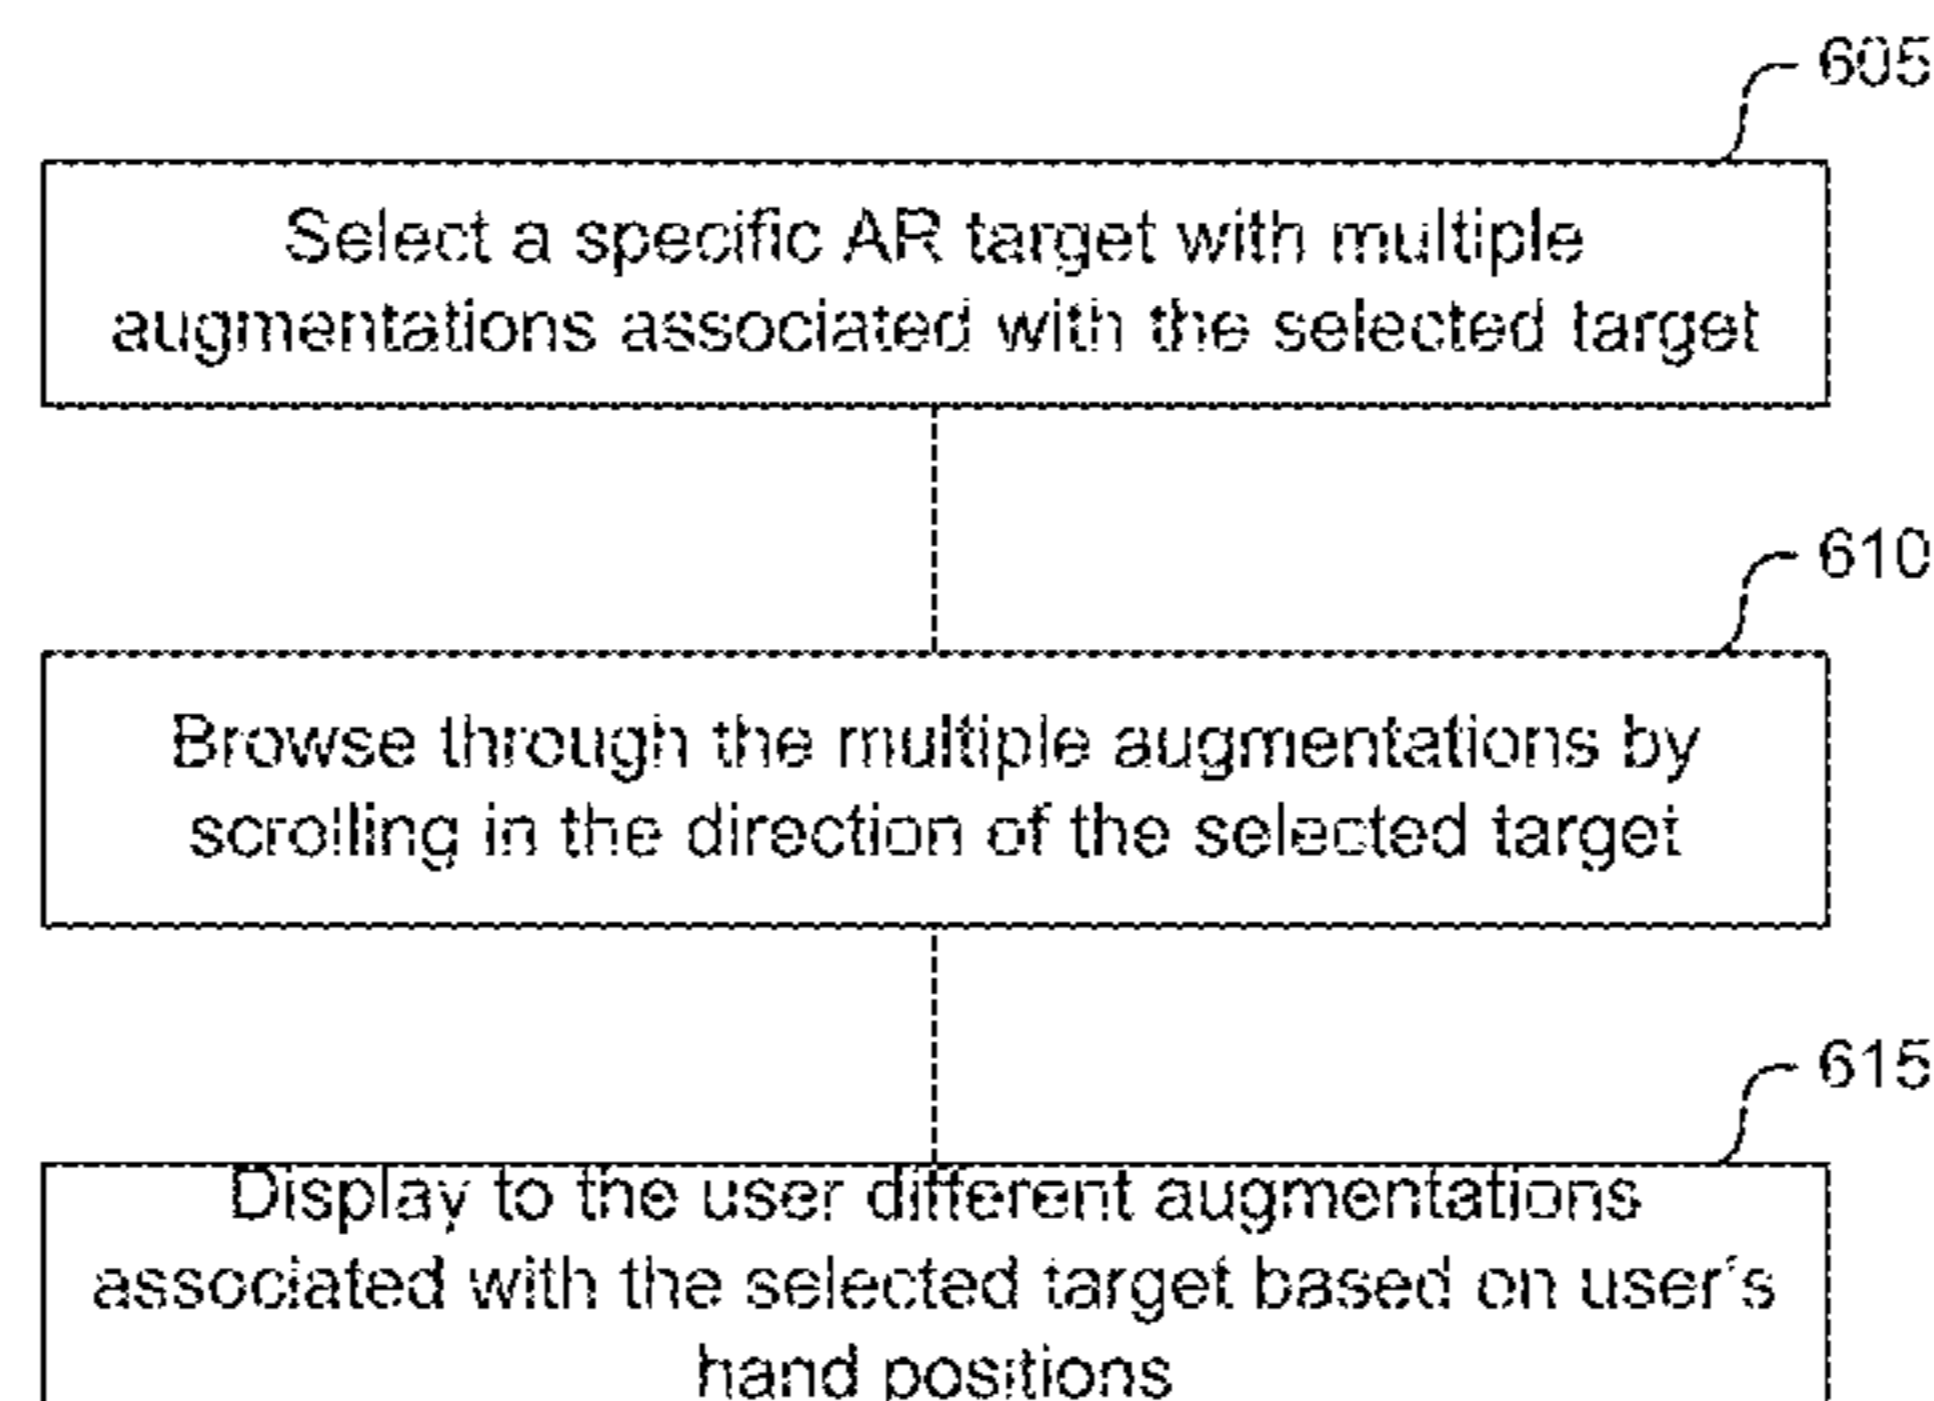 605
Select a specific AR target with multiple
augmentations associated with the selected target
610
Browse through the multiple augmentations by
scrolling in the direction of the selected target
615
Display to the user different augmentations
associated with the selected target based on user's
hand positions